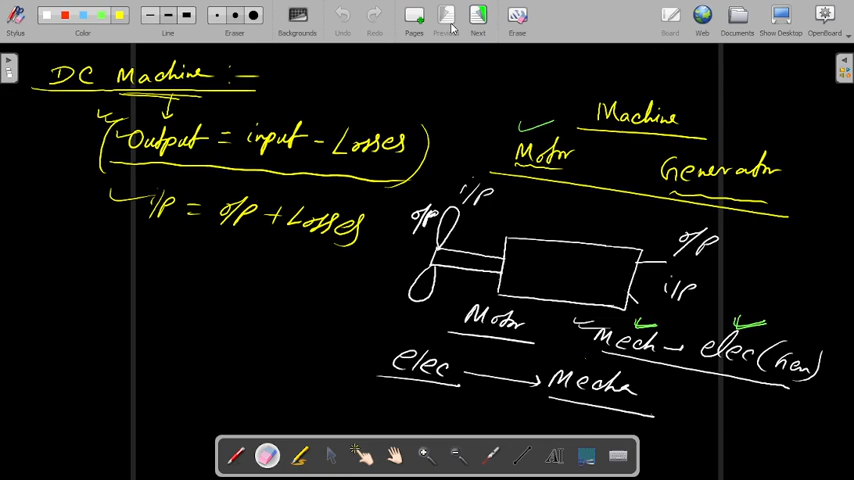 Stylus
Color
Line
Eraser
Backgrounds
Undo
Redo
Pages
Previous
Next
Erase
Board
Web
Documents
Show Desktop
OpenBoard
DC Machine :-
Output = input - Losses
i/p = o/p + Losses
Machine
Motor
Generator
i/p
o/p
o/p
i/p
Motor
Mech → elec (Gen)
elec → Mecha